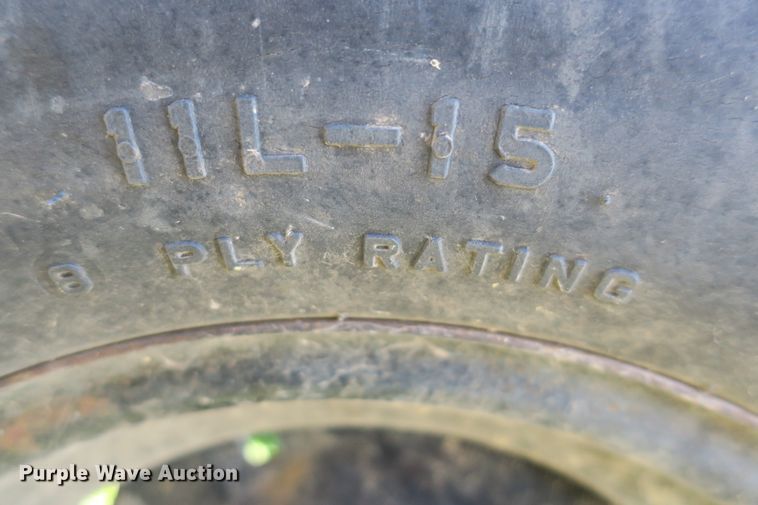 11L-15
8 PLY RATING
Purple Wave Auction